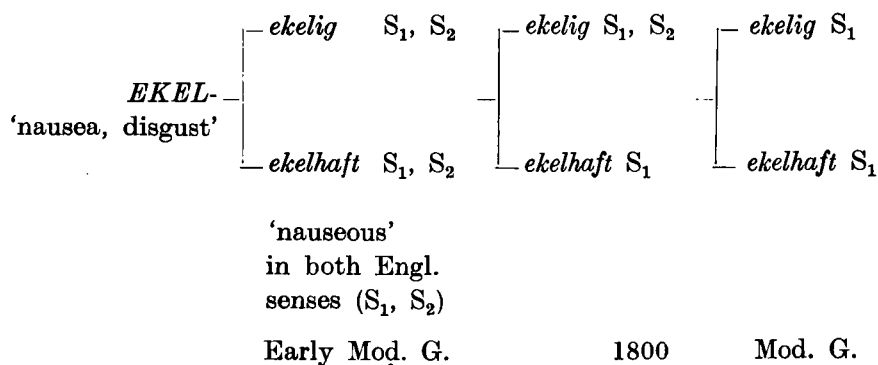 ekelig S₁, S₂ ekelig S₁, S₂ ekelig S₁
EKEL-
'nausea, disgust'
ekelhaft S₁, S₂ ekelhaft S₁ ekelhaft S₁
'nauseous'
in both Engl.
senses (S₁, S₂)
Early Mod. G. 1800 Mod. G.